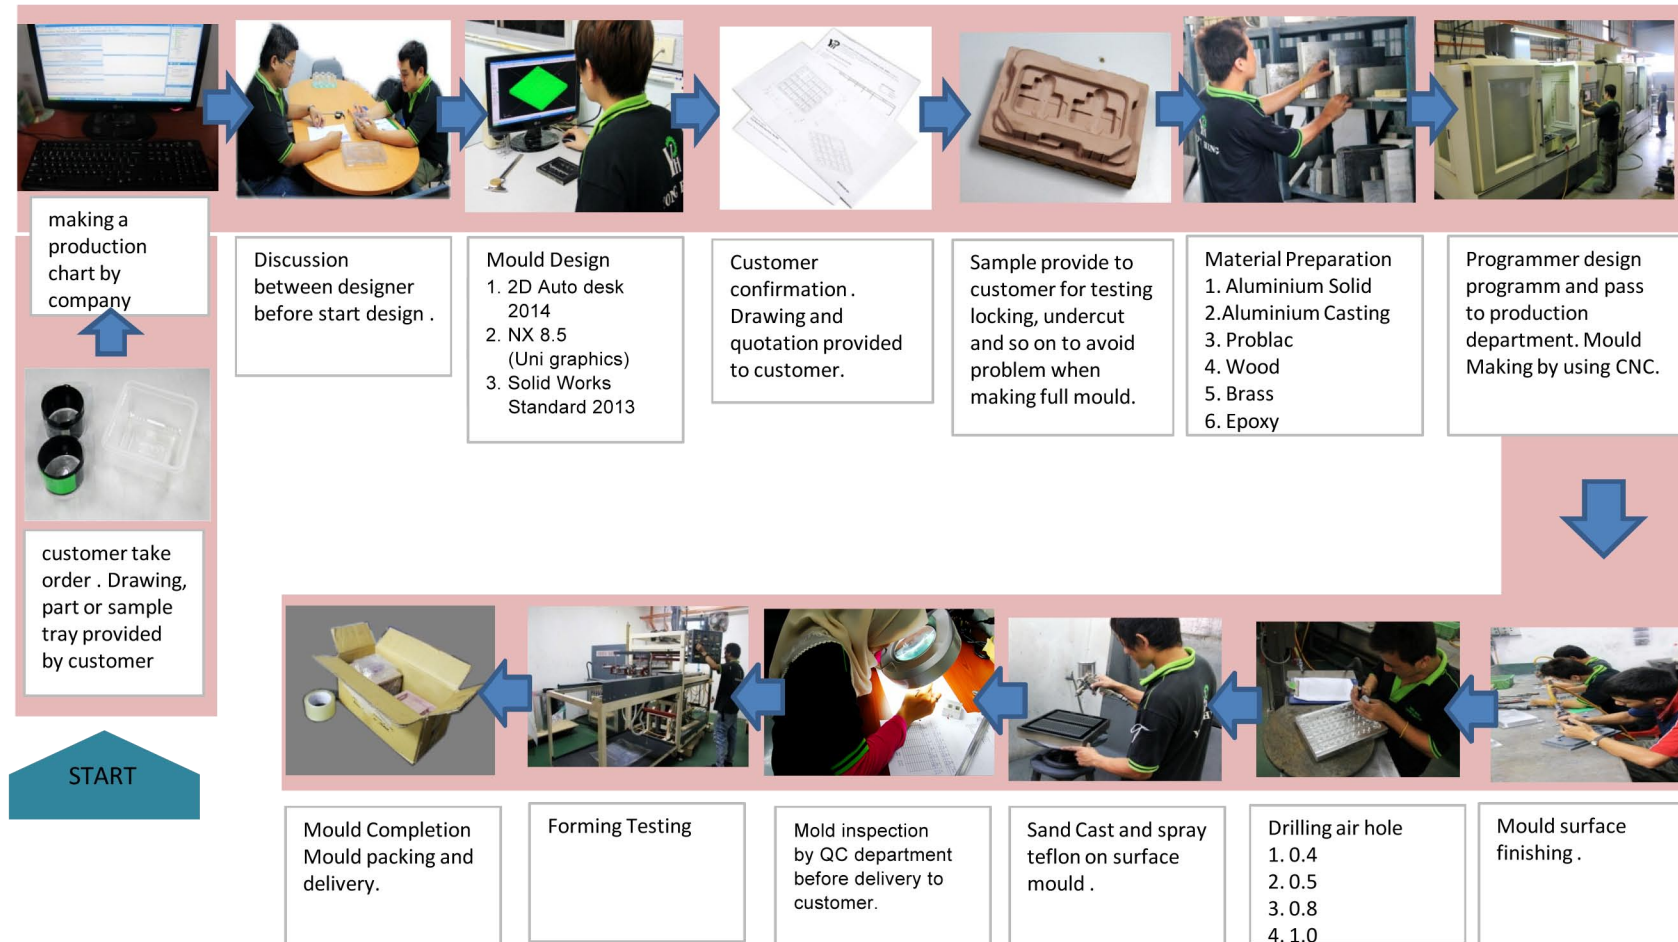 START
customer take
order . Drawing,
part or sample
tray provided
by customer
making a
production
chart by
company
Discussion
between designer
before start design .
Mould Design
1. 2D Auto desk
2014
2. NX 8.5
(Uni graphics)
3. Solid Works
Standard 2013
Customer
confirmation .
Drawing and
quotation provided
to customer.
Sample provide to
customer for testing
locking, undercut
and so on to avoid
problem when
making full mould.
Material Preparation
1. Aluminium Solid
2.Aluminium Casting
3. Problac
4. Wood
5. Brass
6. Epoxy
Programmer design
programm and pass
to production
department. Mould
Making by using CNC.
Mould surface
finishing .
Drilling air hole
1. 0.4
2. 0.5
3. 0.8
4. 1.0
Sand Cast and spray
teflon on surface
mould .
Mold inspection
by QC department
before delivery to
customer.
Forming Testing
Mould Completion
Mould packing and
delivery.